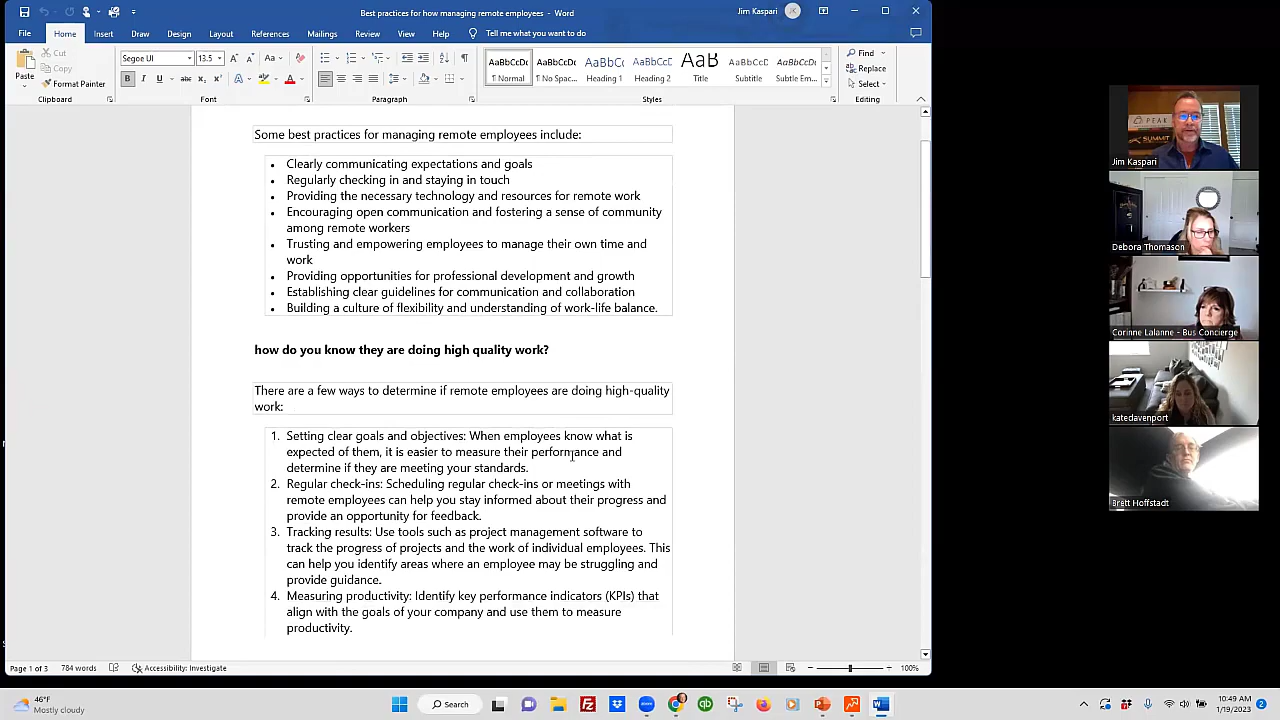 Best practices for how managing remote employees - Word
Jim Kaspari
File Home Insert Draw Design Layout References Mailings Review View Help Tell me what you want to do
Paste
Cut
Copy
Format Painter
Clipboard
Segoe UI 13.5
B I U abc
Font
Paragraph
AaBbCcDc AaBbCcDc AaBbC AaBbCcC AaB AaBbCcD AaBbCcDt
¶ Normal ¶ No Spac... Heading 1 Heading 2 Title Subtitle Subtle Em...
Styles
Find
Replace
Select
Editing
Some best practices for managing remote employees include:
• Clearly communicating expectations and goals
• Regularly checking in and staying in touch
• Providing the necessary technology and resources for remote work
• Encouraging open communication and fostering a sense of community
among remote workers
• Trusting and empowering employees to manage their own time and
work
• Providing opportunities for professional development and growth
• Establishing clear guidelines for communication and collaboration
• Building a culture of flexibility and understanding of work-life balance.
how do you know they are doing high quality work?
There are a few ways to determine if remote employees are doing high-quality
work:
1. Setting clear goals and objectives: When employees know what is
expected of them, it is easier to measure their performance and
determine if they are meeting your standards.
2. Regular check-ins: Scheduling regular check-ins or meetings with
remote employees can help you stay informed about their progress and
provide an opportunity for feedback.
3. Tracking results: Use tools such as project management software to
track the progress of projects and the work of individual employees. This
can help you identify areas where an employee may be struggling and
provide guidance.
4. Measuring productivity: Identify key performance indicators (KPIs) that
align with the goals of your company and use them to measure
productivity.
Page 1 of 3 784 words Accessibility: Investigate 100%
PEAK
SUMMIT
Jim Kaspari
Debora Thomason
Corinne Lalanne - Bus Concierge
katedavenport
Brett Hoffstadt
46°F
Mostly cloudy
Search
10:49 AM
1/19/2023
2